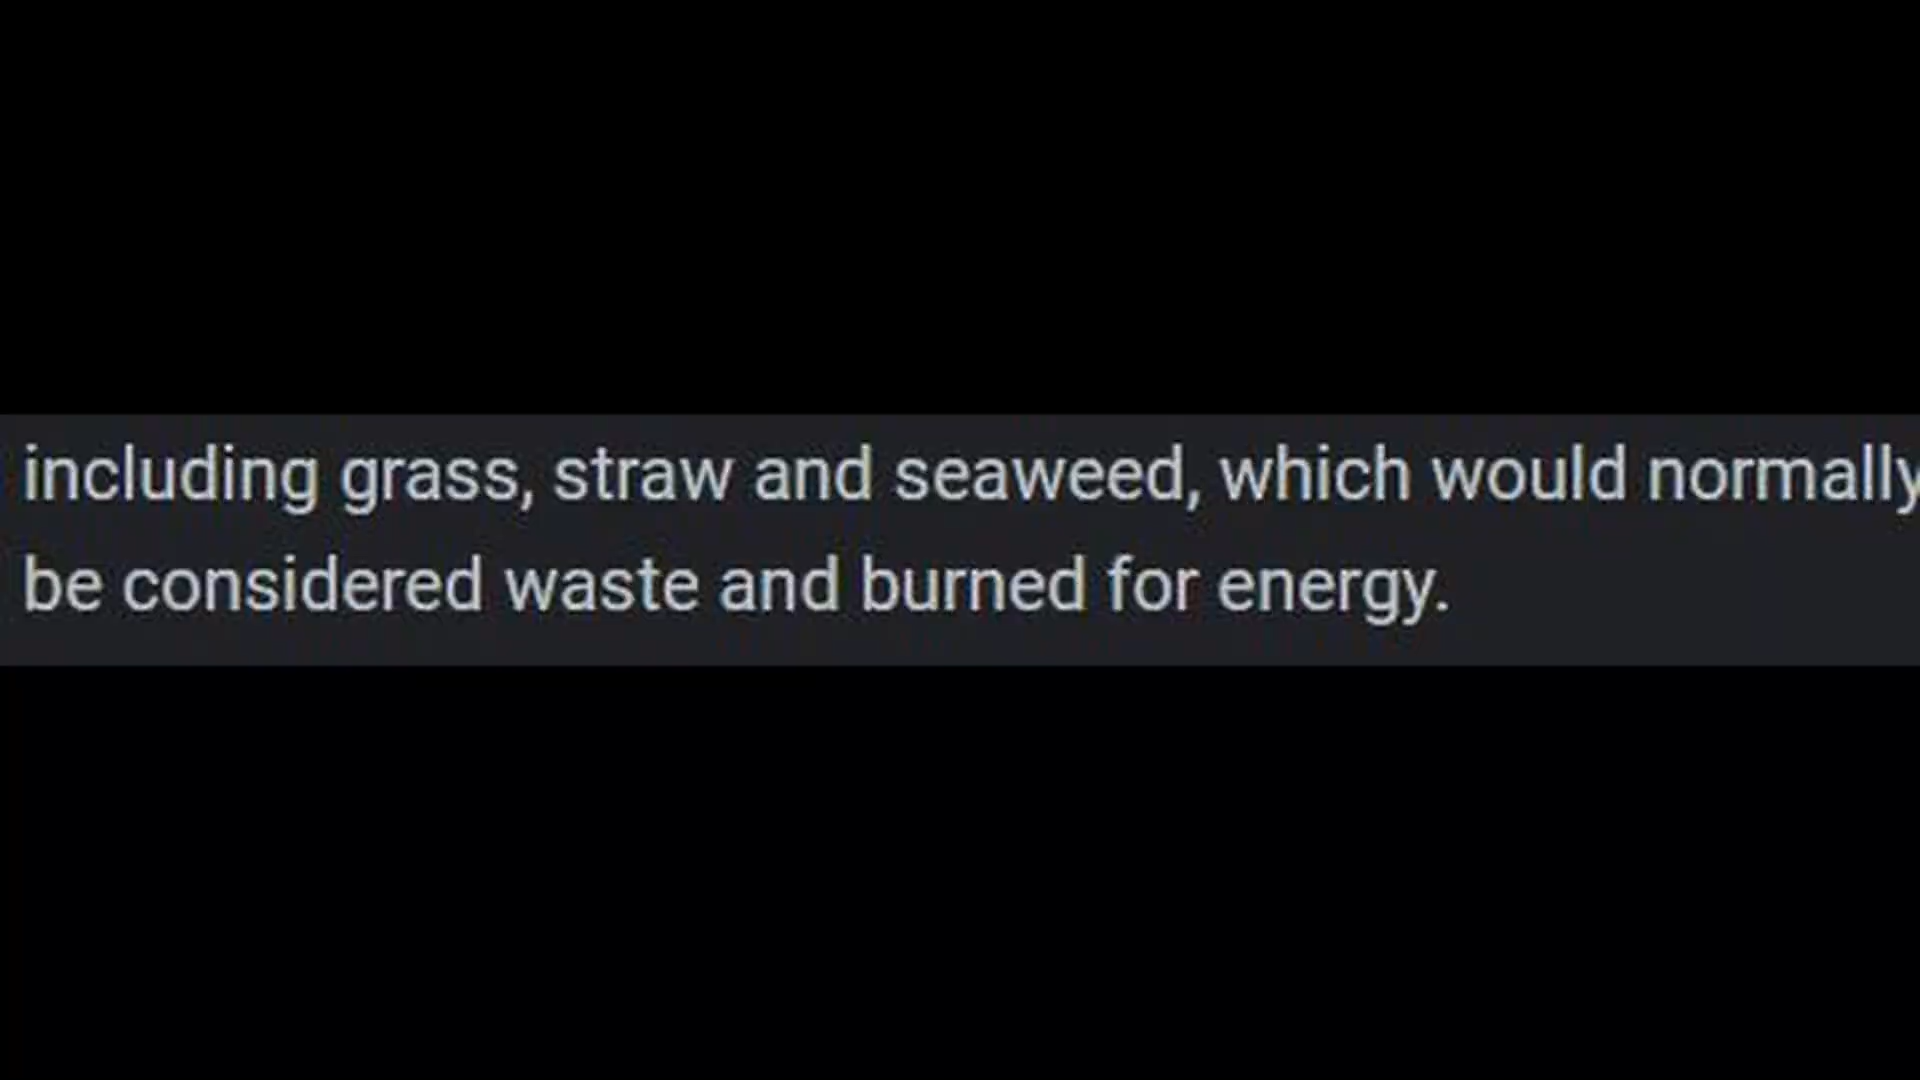 including grass, straw and seaweed, which would normally
be considered waste and burned for energy.